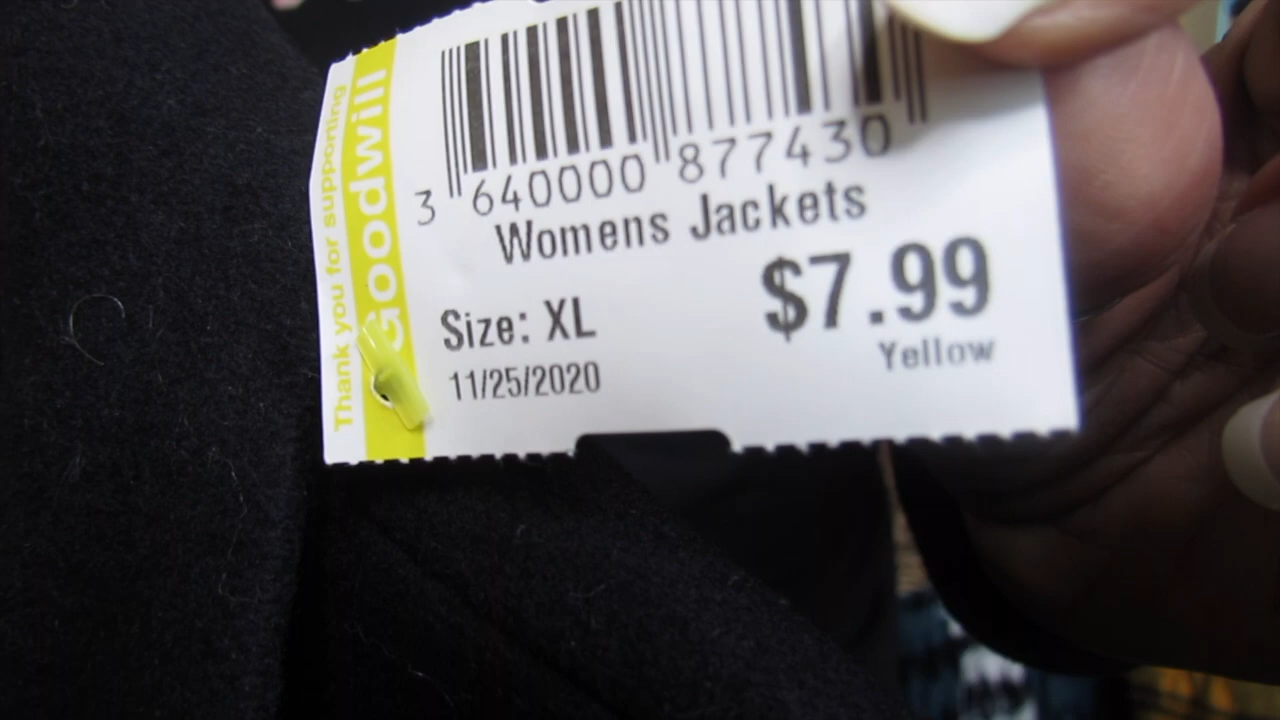 Thank you for supporting
Goodwill
3 640000 877430
Womens Jackets
$7.99
Size: XL
Yellow
11/25/2020